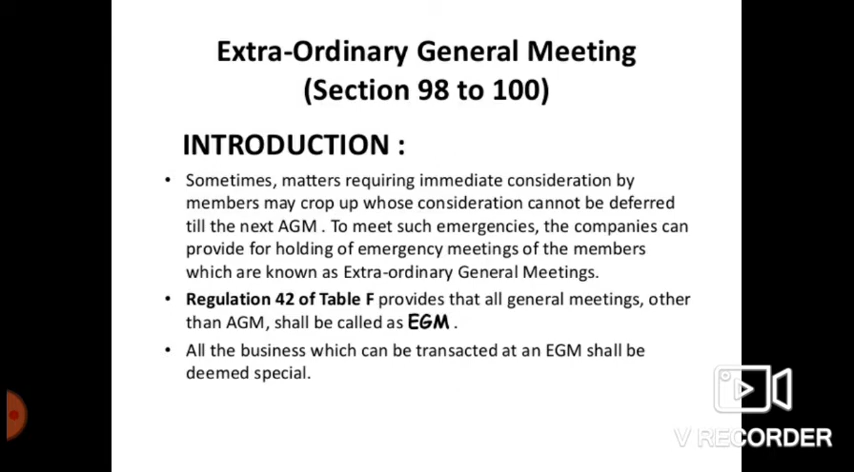 Extra-Ordinary General Meeting
(Section 98 to 100)
INTRODUCTION :
• Sometimes, matters requiring immediate consideration by
members may crop up whose consideration cannot be deferred
till the next AGM . To meet such emergencies, the companies can
provide for holding of emergency meetings of the members
which are known as Extra-ordinary General Meetings.
• Regulation 42 of Table F provides that all general meetings, other
than AGM, shall be called as EGM .
• All the business which can be transacted at an EGM shall be
deemed special.
V RECORDER